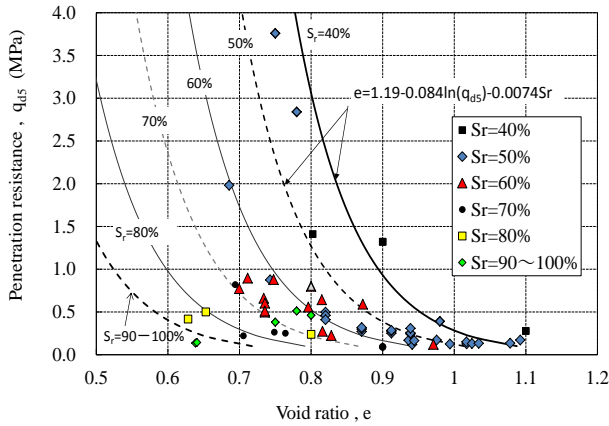 4.0
3.5
3.0
2.5
2.0
1.5
1.0
0.5
0.0
Penetration resistance , qd5 (MPa)
50%
Sr=40%
60%
70%
Sr=80%
Sr=90~100%
e=1.19-0.084ln(qd5)-0.0074Sr
Sr=40%
Sr=50%
Sr=60%
Sr=70%
Sr=80%
Sr=90~100%
0.5 0.6 0.7 0.8 0.9 1 1.1 1.2
Void ratio , e